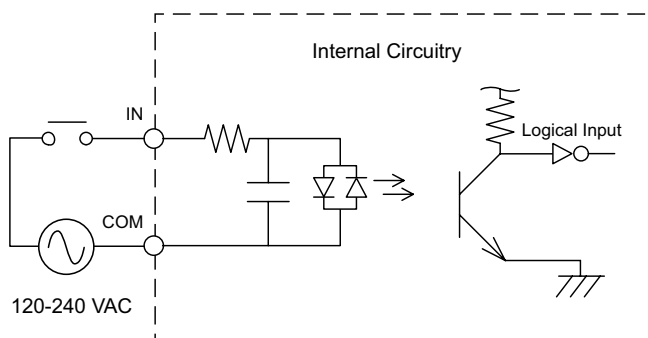 Internal Circuitry
IN
Logical Input
COM
120-240 VAC